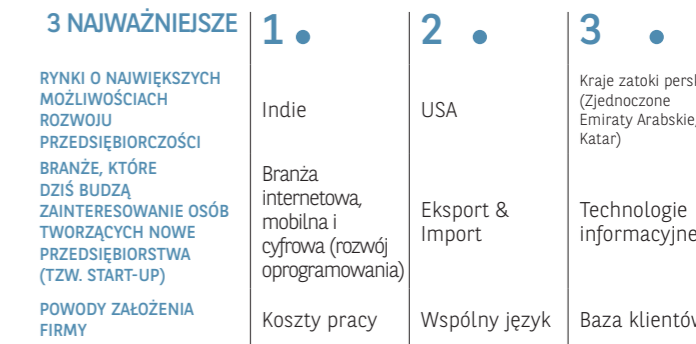 3 NAJWAŻNIEJSZE
1 •
2 •
3 •
RYNKI O NAJWIĘKSZYCH
MOŻLIWOŚCIACH
ROZWOJU
PRZEDSIĘBIORCZOŚCI
Indie
USA
Kraje zatoki
(Zjednoczone
Emiraty Arabskie,
Katar)
BRANŻE, KTÓRE
DZIŚ BUDZĄ
ZAINTERESOWANIE OSÓB
TWORZĄCYCH NOWE
PRZEDSIĘBIORSTWA
(TZW. START-UP)
Branża
internetowa,
mobilna i
cyfrowa (rozwój
oprogramowania)
Eksport &
Import
Technologie
informacyjne
POWODY ZAŁOŻENIA
FIRMY
Koszty pracy
Wspólny język
Baza klientów